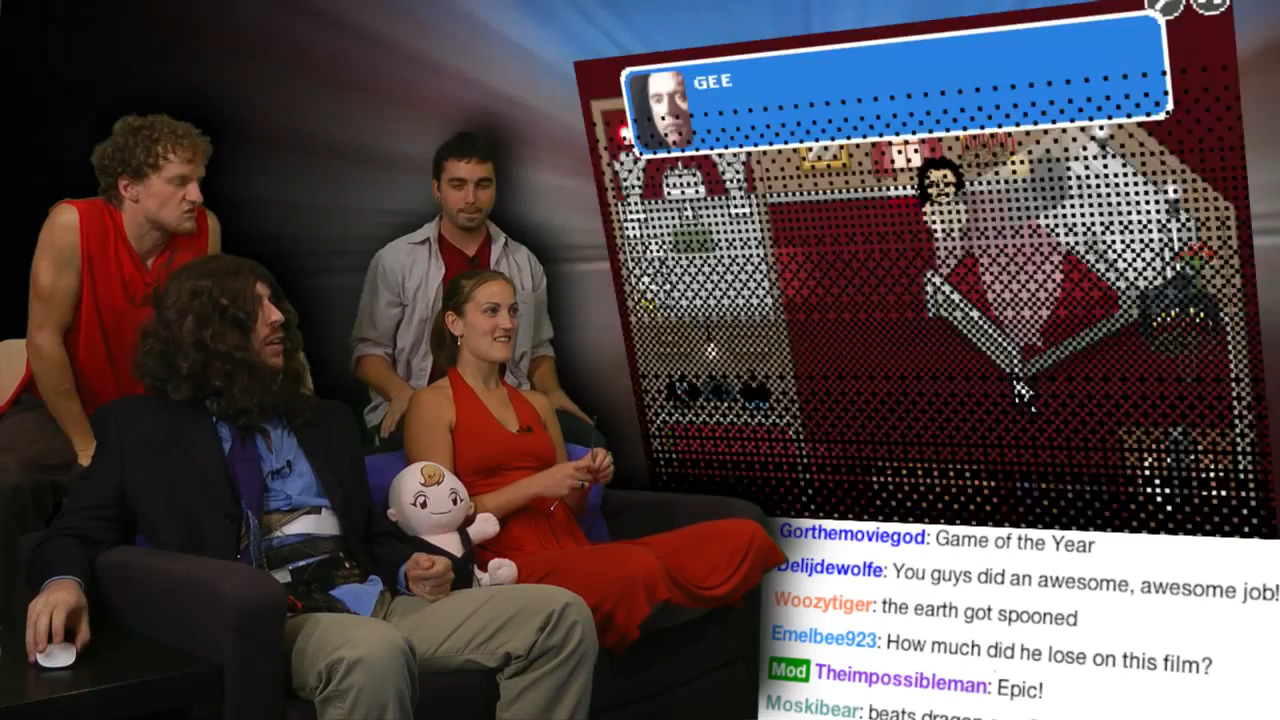 GEE
Gorthemoviegod: Game of the Year
Delijdewolfe: You guys did an awesome, awesome job!
Woozytiger: the earth got spooned
Emelbee923: How much did he lose on this film?
Mod Theimpossibleman: Epic!
Moskibear: beats